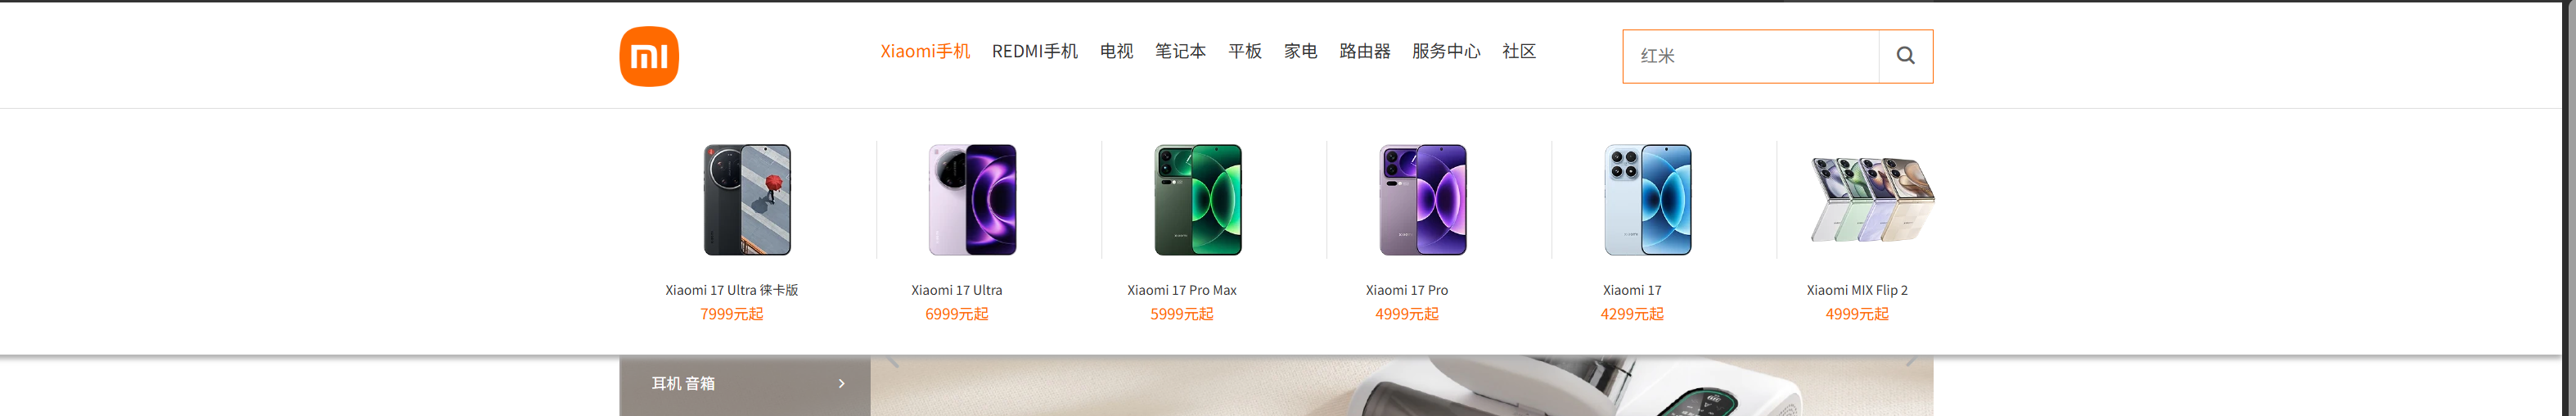 mi
Xiaomi手机 REDMI手机 电视 笔记本 平板 家电 路由器 服务中心 社区
红米
Xiaomi 17 Ultra 徕卡版
7999元起
Xiaomi 17 Ultra
6999元起
Xiaomi 17 Pro Max
5999元起
Xiaomi 17 Pro
4999元起
Xiaomi 17
4299元起
Xiaomi MIX Flip 2
4999元起
耳机 音箱